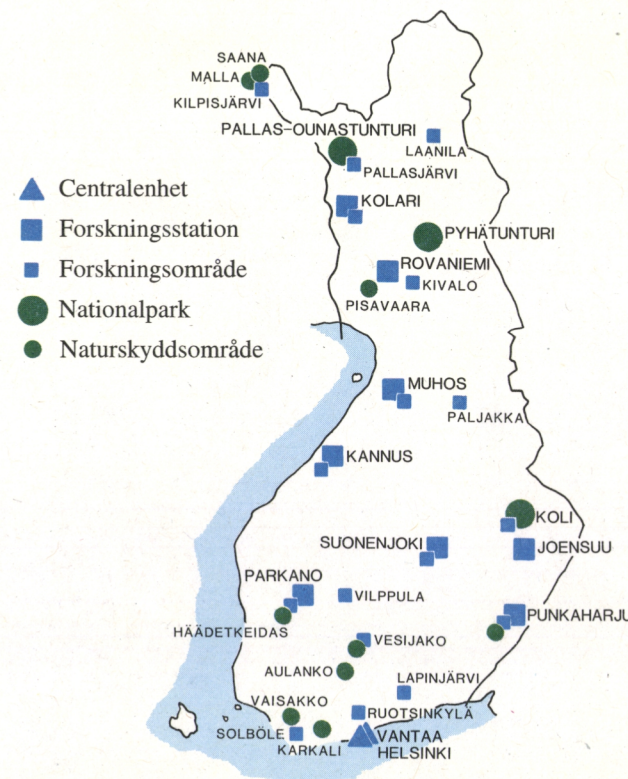 SAANA
MALLA
KILPISJÄRVI
PALLAS-OUNASTUNTURI
LAANILA
PALLASJÄRVI
Centralenhet
KOLARI
Forskningsstation
PYHÄTUNTURI
Forskningsområde
ROVANIEMI
KIVALO
Nationalpark
PISAVAARA
Naturskyddsområde
MUHOS
PALJAKKA
KANNUS
KOLI
SUONENJOKI
JOENSUU
PARKANO
VILPPULA
PUNKAHARJU
HÄÄDETKEIDAS
VESIJAKO
AULANKO
LAPINJÄRVI
VAISAKKO
RUOTSINKYLÄ
SOLBÖLE
VANTAA
KARKALI
HELSINKI